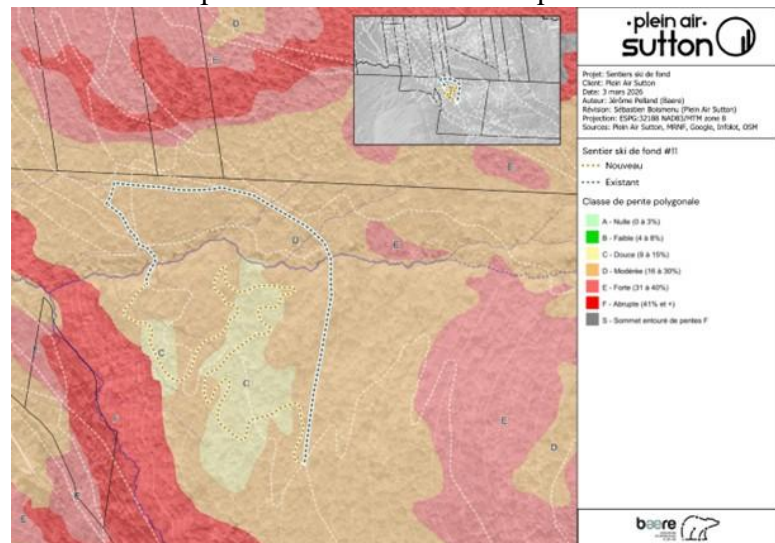 ·plein air·
sutton
Projet: Sentiers ski de fond
Client: Plein Air Sutton
Date: 3 mars 2026
Auteur: Jérôme Pelland (Baere)
Révision: Sébastien Boismenu (Plein Air Sutton)
Projection: ESPG:32188 NAD83/MTM zone 8
Sources: Plein Air Sutton, MRNF, Google, Infolot, OSM
Sentier ski de fond #11
Nouveau
Existant
Classe de pente polygonale
A - Nulle (0 à 3%)
B - Faible (4 à 8%)
C - Douce (9 à 15%)
D - Modérée (16 à 30%)
E - Forte (31 à 40%)
F - Abrupte (41% et +)
S - Sommet entouré de pentes F
D
E
E
D
E
C
C
E
D
baere